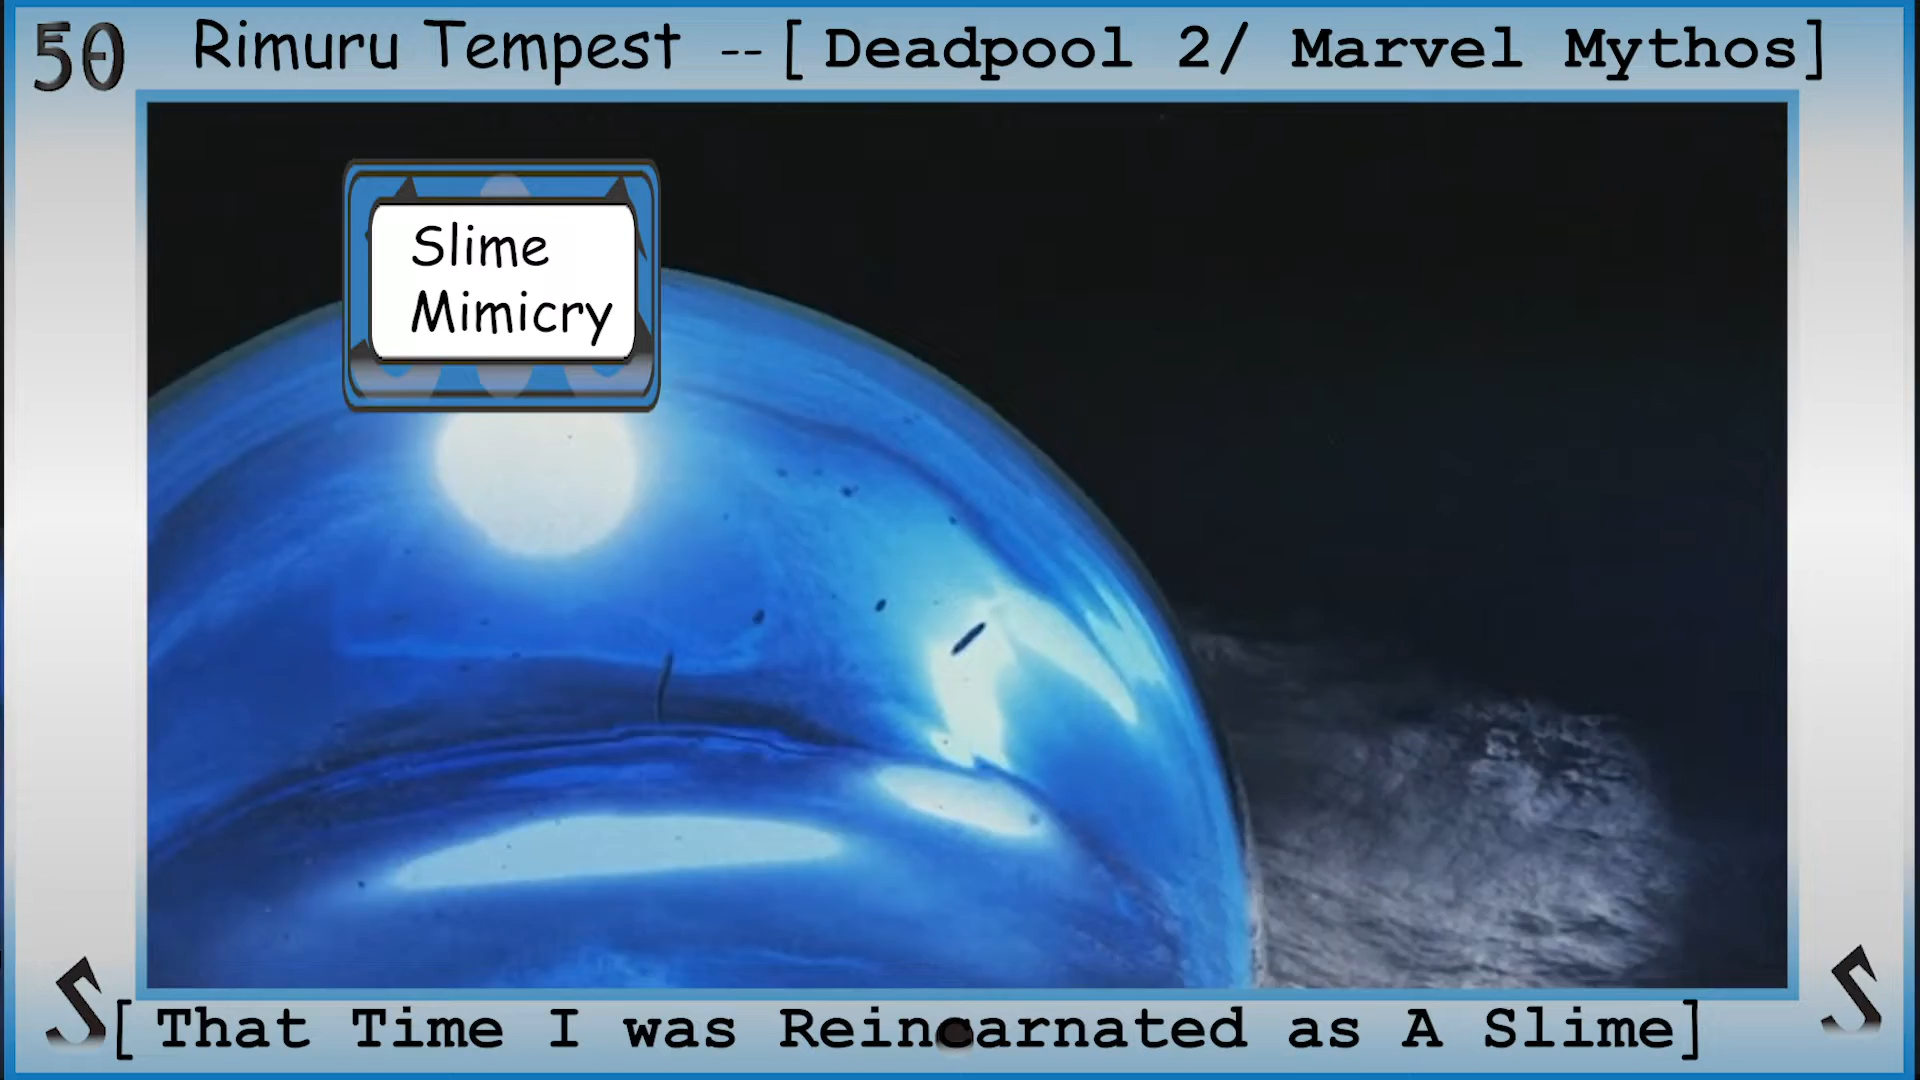 50 Rimuru Tempest --[ Deadpool 2/ Marvel Mythos]
Slime
Mimicry
S[ That Time I was Reincarnated as A Slime] S